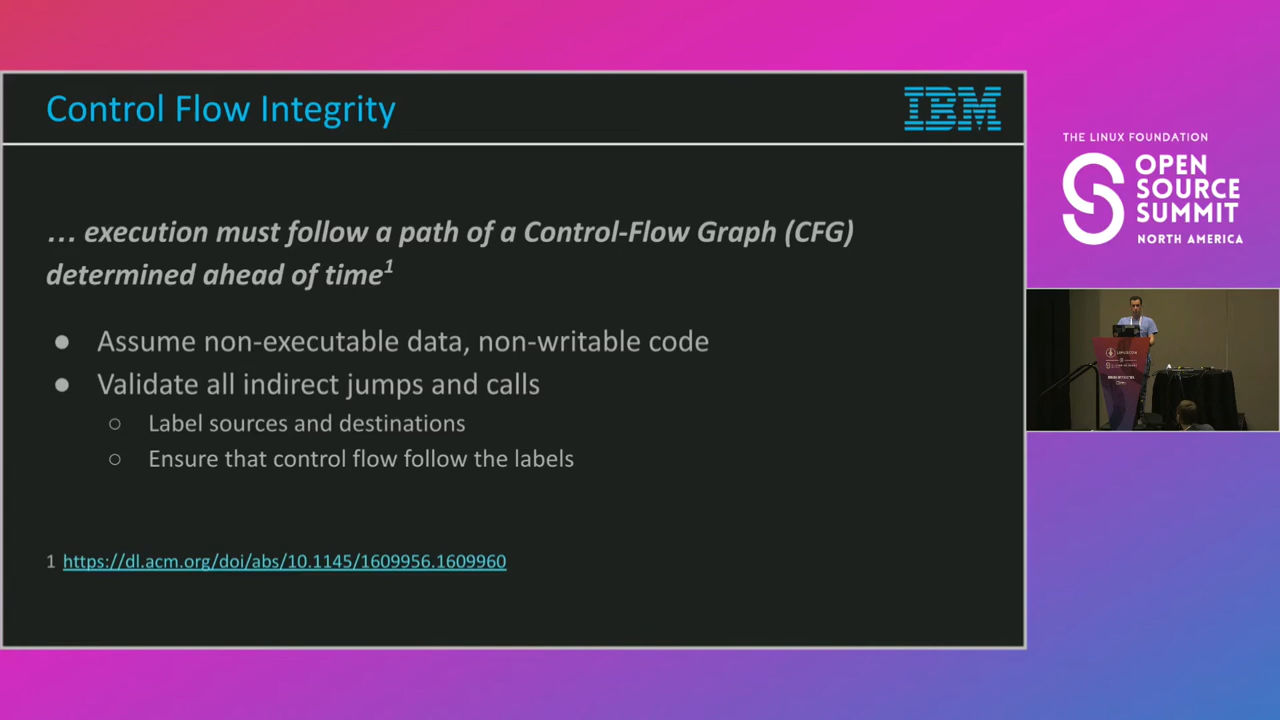 Control Flow Integrity
IBM
… execution must follow a path of a Control-Flow Graph (CFG)
determined ahead of time1
● Assume non-executable data, non-writable code
● Validate all indirect jumps and calls
○ Label sources and destinations
○ Ensure that control flow follow the labels
1 https://dl.acm.org/doi/abs/10.1145/1609956.1609960
THE LINUX FOUNDATION
OPEN
SOURCE
SUMMIT
NORTH AMERICA